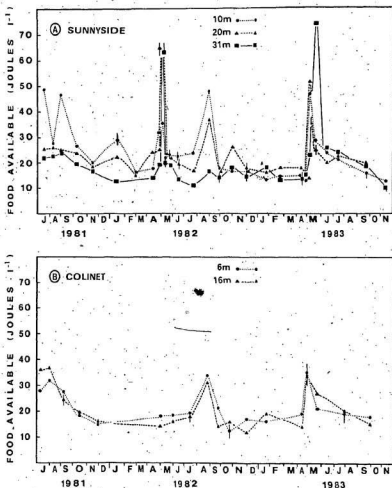 FOOD AVAILABLE (JOULES l⁻¹)
Ⓐ SUNNYSIDE
10m
20m
31m
70
60
50
40
30
20
10
J A S O N D J F M A M J J A S O N D J F M A M J J A S O N
1981 1982 1983
FOOD AVAILABLE (JOULES l⁻¹)
Ⓑ COLINET
6m
16m
70
60
50
40
30
20
10
J A S O N D J F M A M J J A S O N D J F M A M J J A S O N
1981 1982 1983